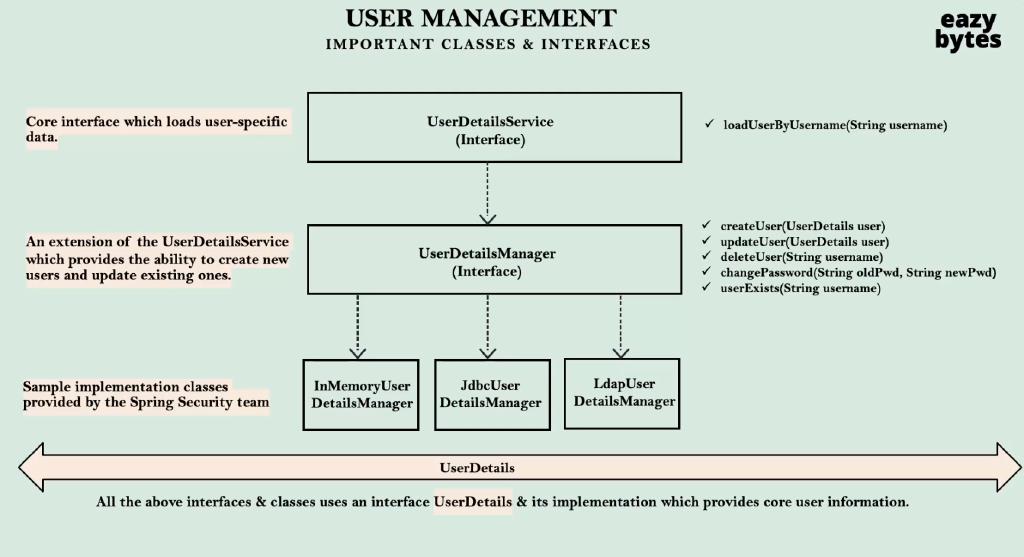 USER MANAGEMENT
IMPORTANT CLASSES & INTERFACES
eazy
bytes
Core interface which loads user-specific
data.
UserDetailsService
(Interface)
✓ loadUserByUsername(String username)
An extension of the UserDetailsService
which provides the ability to create new
users and update existing ones.
UserDetailsManager
(Interface)
✓ createUser(UserDetails user)
✓ updateUser(UserDetails user)
✓ deleteUser(String username)
✓ changePassword(String oldPwd, String newPwd)
✓ userExists(String username)
Sample implementation classes
provided by the Spring Security team
InMemoryUser
DetailsManager
JdbcUser
DetailsManager
LdapUser
DetailsManager
UserDetails
All the above interfaces & classes uses an interface UserDetails & its implementation which provides core user information.